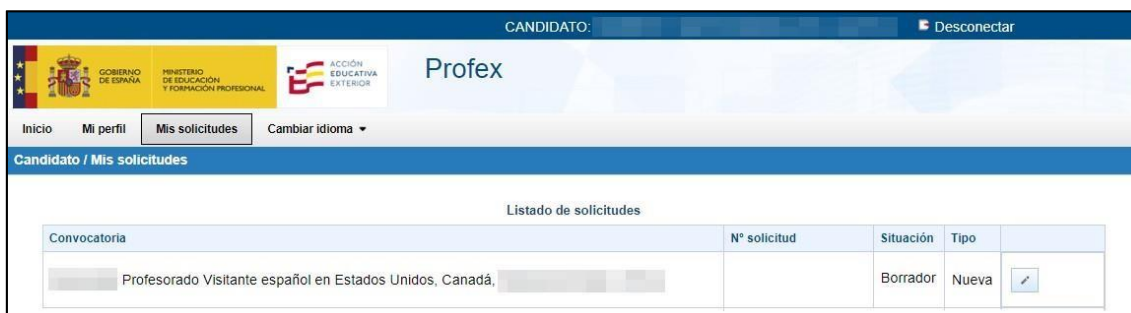 CANDIDATO: Desconectar
GOBIERNO
DE ESPAÑA
MINISTERIO
DE EDUCACIÓN
Y FORMACIÓN PROFESIONAL
ACCIÓN
EDUCATIVA
EXTERIOR
Profex
Inicio Mi perfil Mis solicitudes Cambiar idioma
Candidato / Mis solicitudes
Listado de solicitudes
Convocatoria Nº solicitud Situación Tipo
Profesorado Visitante español en Estados Unidos, Canadá, Borrador Nueva